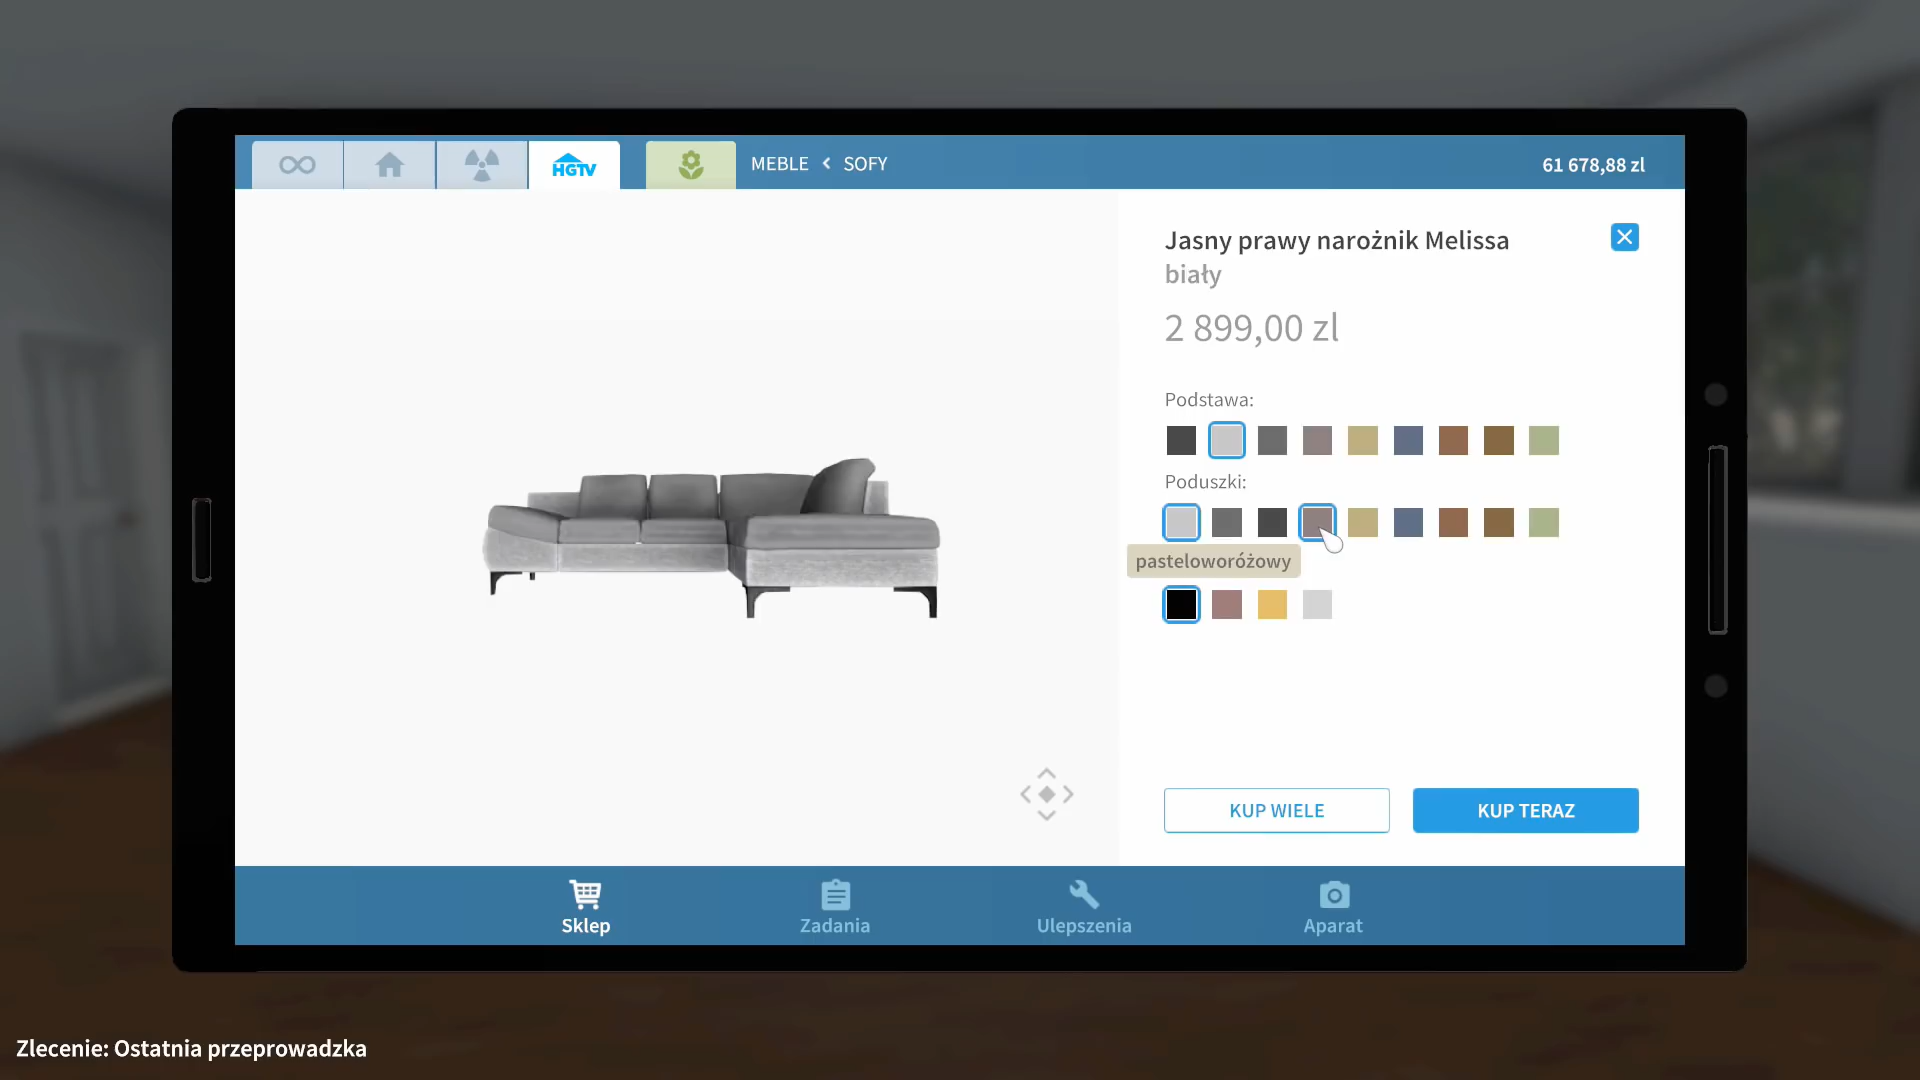 HGTV
MEBLE < SOFY
61 678,88 zl
Jasny prawy narożnik Melissa
biały
2 899,00 zl
Podstawa:
Poduszki:
pasteloworóżowy
KUP WIELE
KUP TERAZ
Sklep
Zadania
Ulepszenia
Aparat
Zlecenie: Ostatnia przeprowadzka